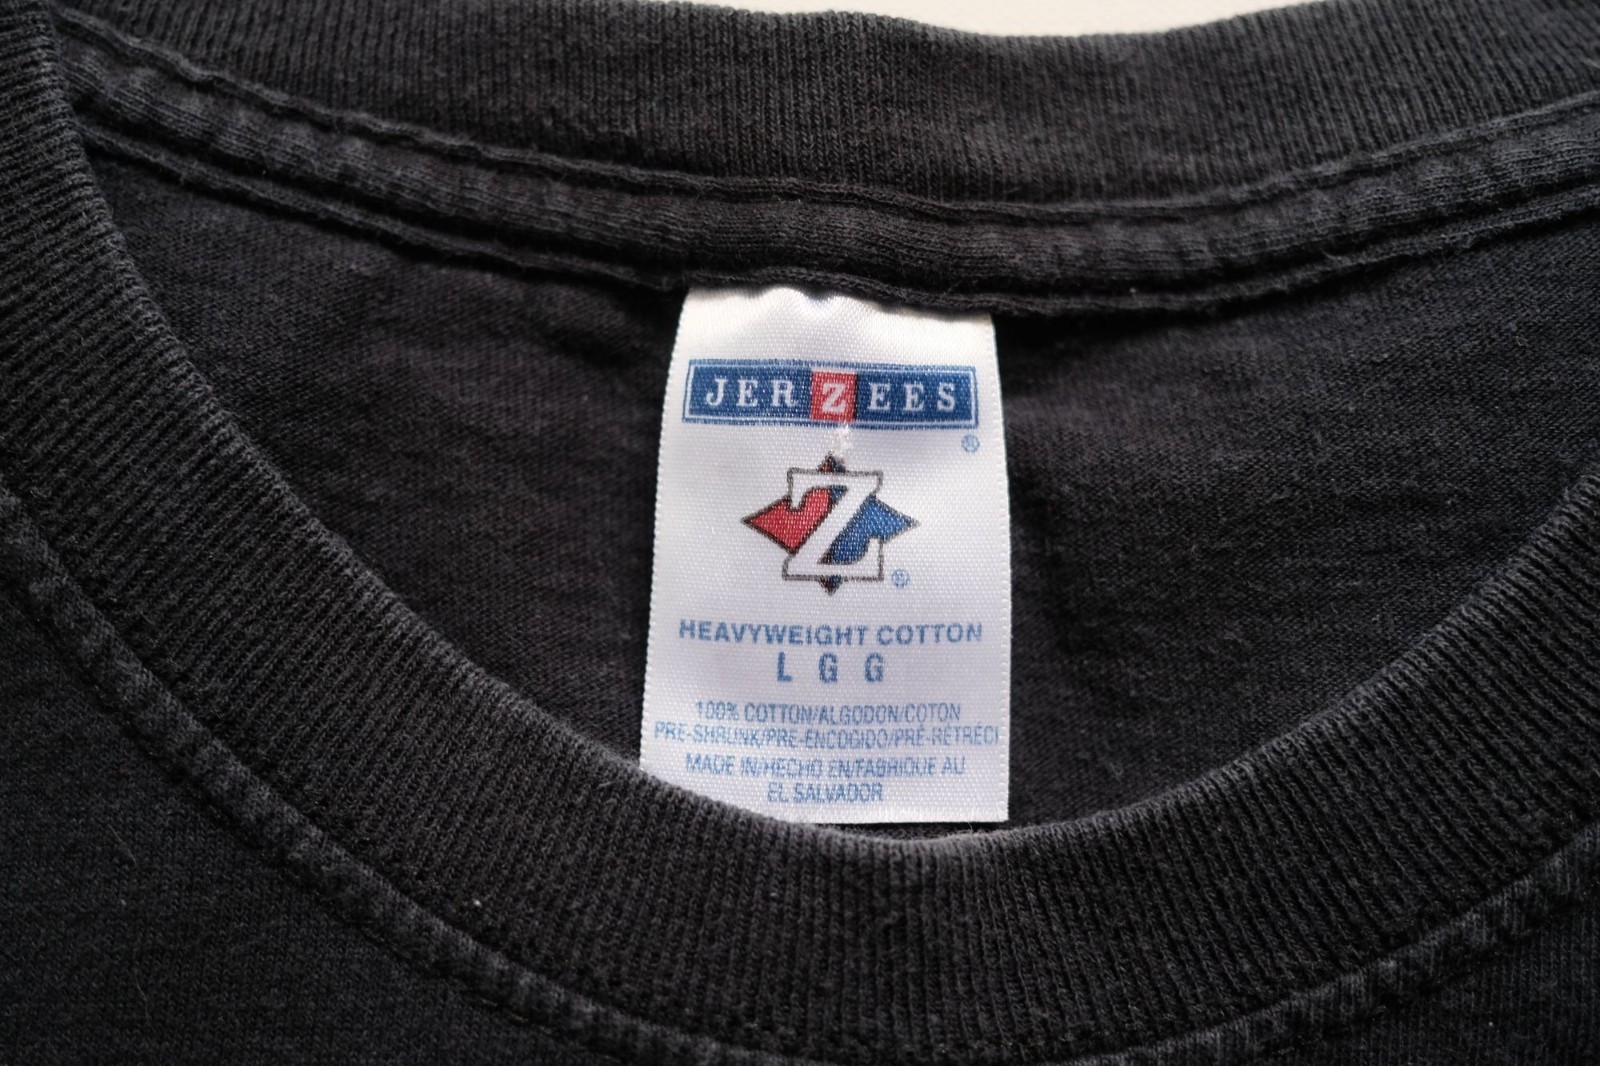 JERZEES
®
Z
®
HEAVYWEIGHT COTTON
L G G
100% COTTON/ALGODON/COTON
PRE-SHRUNK/PRE-ENCOGIDO/PRÉ-RÉTRÉCI
MADE IN/HECHO EN/FABRIQUE AU
EL SALVADOR